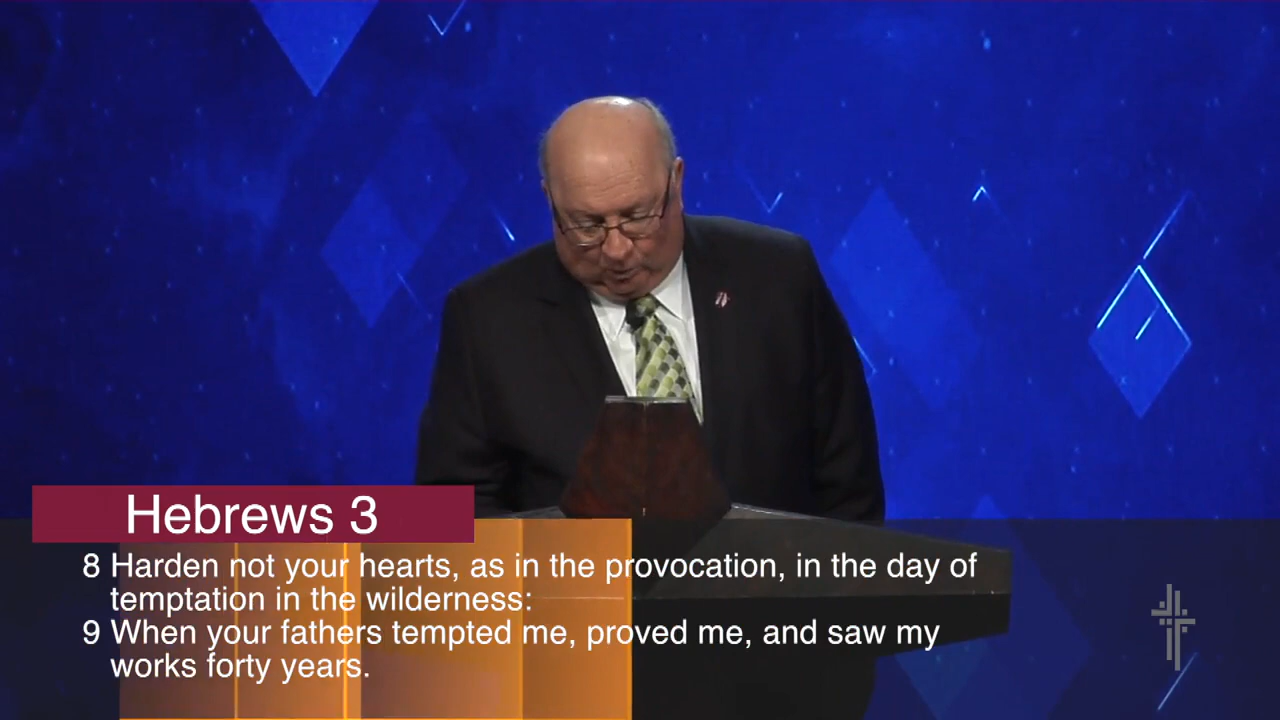 Hebrews 3
8 Harden not your hearts, as in the provocation, in the day of
temptation in the wilderness:
9 When your fathers tempted me, proved me, and saw my
works forty years.